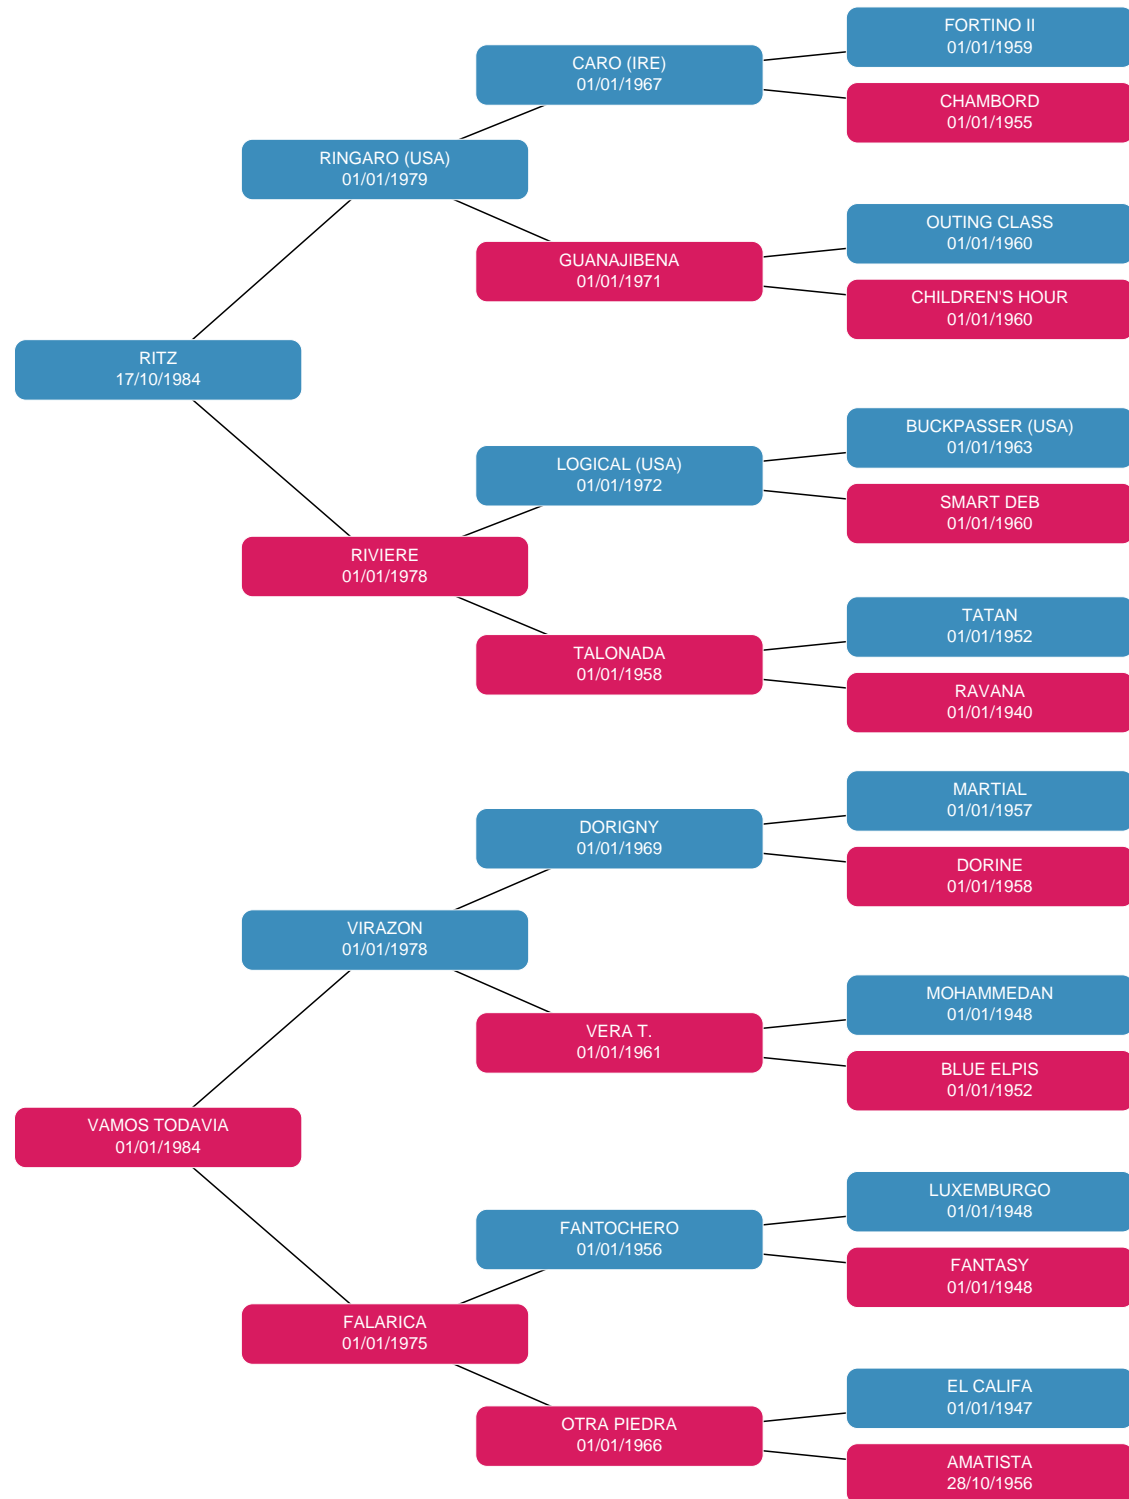 FORTINO II
01/01/1959
CARO (IRE)
01/01/1967
CHAMBORD
01/01/1955
RINGARO (USA)
01/01/1979
OUTING CLASS
01/01/1960
GUANAJIBENA
01/01/1971
CHILDREN'S HOUR
01/01/1960
RITZ
17/10/1984
BUCKPASSER (USA)
01/01/1963
LOGICAL (USA)
01/01/1972
SMART DEB
01/01/1960
RIVIERE
01/01/1978
TATAN
01/01/1952
TALONADA
01/01/1958
RAVANA
01/01/1940
MARTIAL
01/01/1957
DORIGNY
01/01/1969
DORINE
01/01/1958
VIRAZON
01/01/1978
MOHAMMEDAN
01/01/1948
VERA T.
01/01/1961
BLUE ELPIS
01/01/1952
VAMOS TODAVIA
01/01/1984
LUXEMBURGO
01/01/1948
FANTOCHERO
01/01/1956
FANTASY
01/01/1948
FALARICA
01/01/1975
EL CALIFA
01/01/1947
OTRA PIEDRA
01/01/1966
AMATISTA
28/10/1956